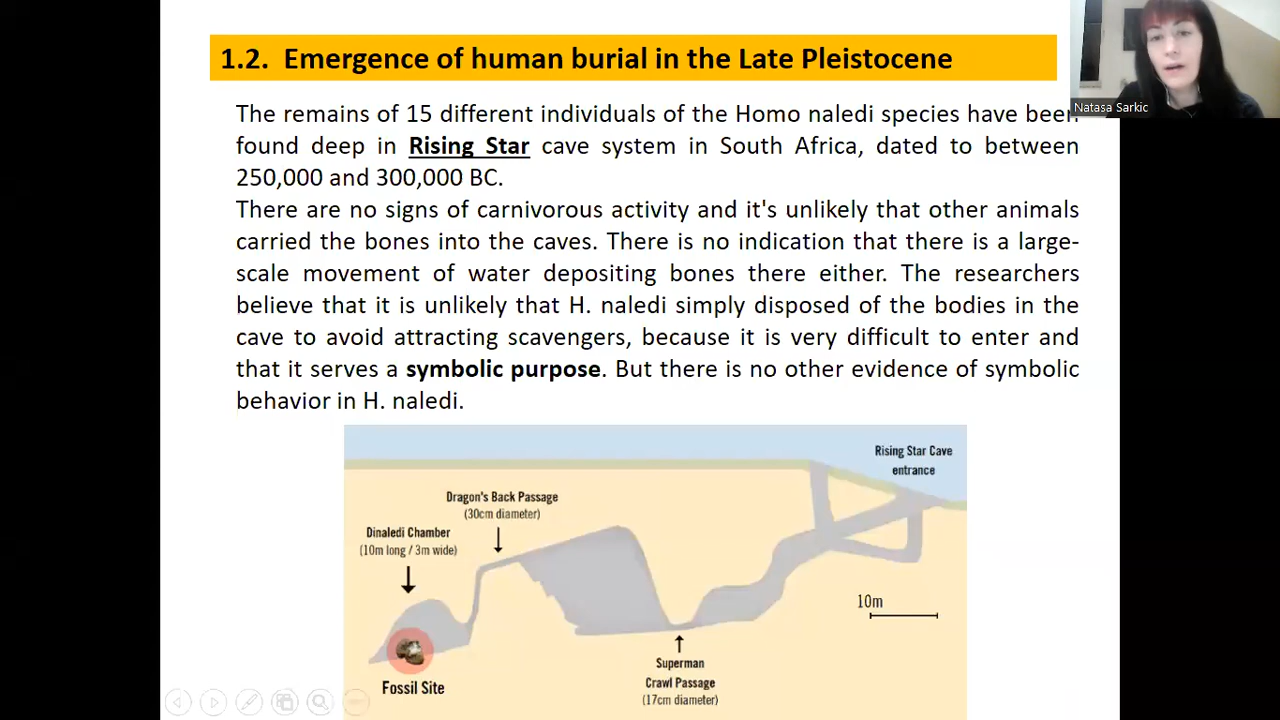 1.2. Emergence of human burial in the Late Pleistocene
Natasa Sarkic
The remains of 15 different individuals of the Homo naledi species have been
found deep in Rising Star cave system in South Africa, dated to between
250,000 and 300,000 BC.
There are no signs of carnivorous activity and it's unlikely that other animals
carried the bones into the caves. There is no indication that there is a large-
scale movement of water depositing bones there either. The researchers
believe that it is unlikely that H. naledi simply disposed of the bodies in the
cave to avoid attracting scavengers, because it is very difficult to enter and
that it serves a symbolic purpose. But there is no other evidence of symbolic
behavior in H. naledi.
Rising Star Cave
entrance
Dragon's Back Passage
(30cm diameter)
Dinaledi Chamber
(10m long / 3m wide)
10m
Superman
Crawl Passage
(17cm diameter)
Fossil Site